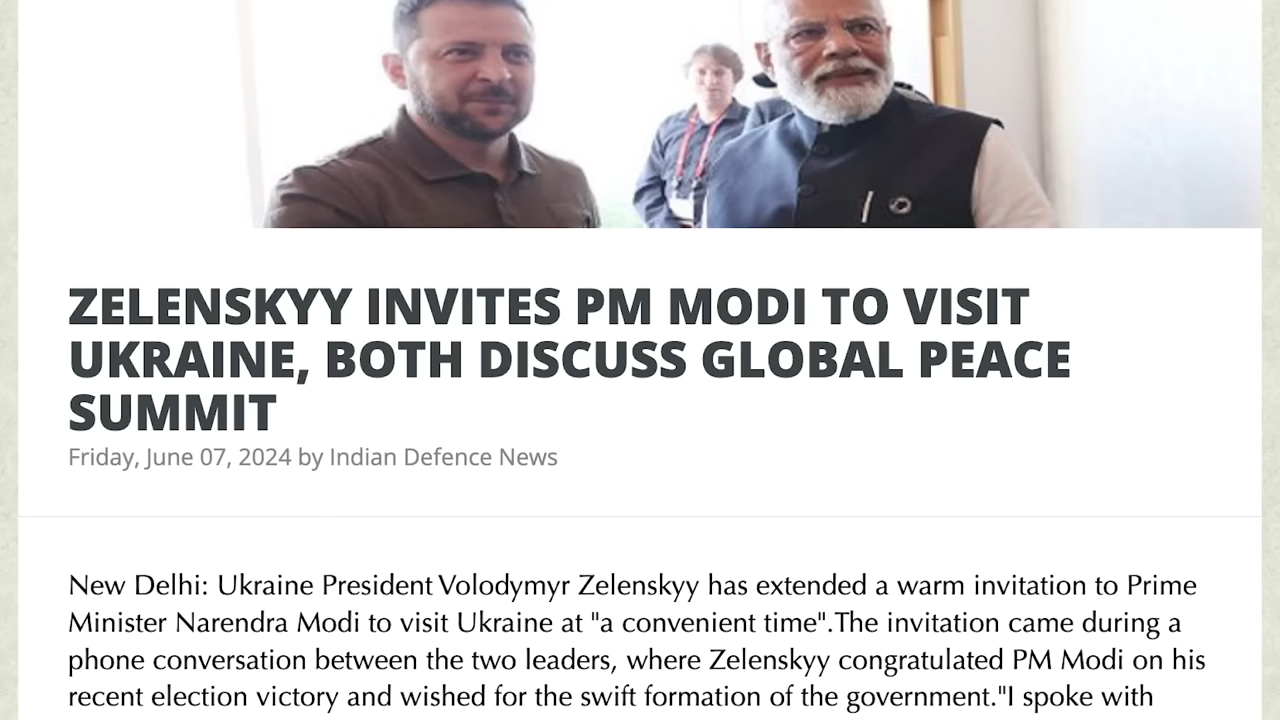 ZELENSKYY INVITES PM MODI TO VISIT
UKRAINE, BOTH DISCUSS GLOBAL PEACE
SUMMIT
Friday, June 07, 2024 by Indian Defence News
New Delhi: Ukraine President Volodymyr Zelenskyy has extended a warm invitation to Prime
Minister Narendra Modi to visit Ukraine at "a convenient time".The invitation came during a
phone conversation between the two leaders, where Zelenskyy congratulated PM Modi on his
recent election victory and wished for the swift formation of the government."I spoke with